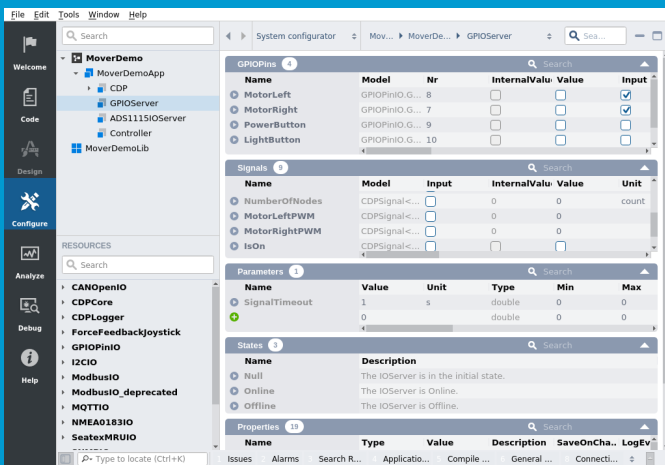 File Edit Tools Window Help
Search
System configurator Mov... MoverDe... GPIOServer Sea...
Welcome
Code
Design
Configure
Analyze
Debug
Help
MoverDemo
MoverDemoApp
CDP
GPIOServer
ADS1115IOServer
Controller
MoverDemoLib
RESOURCES
Search
CANOpenIO
CDPCore
CDPLogger
ForceFeedbackJoystick
GPIOPinIO
I2CIO
ModbusIO
ModbusIO_deprecated
MQTTIO
NMEA0183IO
SeatexMRUIO
GPIOPins 4 Search
Name Model Nr InternalValu Value Input
MotorLeft GPIOPinIO.G... 8
MotorRight GPIOPinIO.G... 7
PowerButton GPIOPinIO.G... 9
LightButton GPIOPinIO.G... 10
Signals 9 Search
Name Model Input InternalValu Value Unit
NumberOfNodes CDPSignal<... 0 0 count
MotorLeftPWM CDPSignal<... 0 0
MotorRightPWM CDPSignal<... 0 0
IsOn CDPSignal<...
Parameters 1 Search
Name Value Unit Type Min Max
SignalTimeout 1 s double 0 0
0 double 0 0
States 3 Search
Name Description
Null The IOServer is in the initial state.
Online The IOServer is Online.
Offline The IOServer is Offline.
Properties 19 Search
Name Type Value Description SaveOnCha.. LogEv
Type to locate (Ctrl+K) Issues Alarms Search R... Applicatio... Compile ... General ... Connecti...